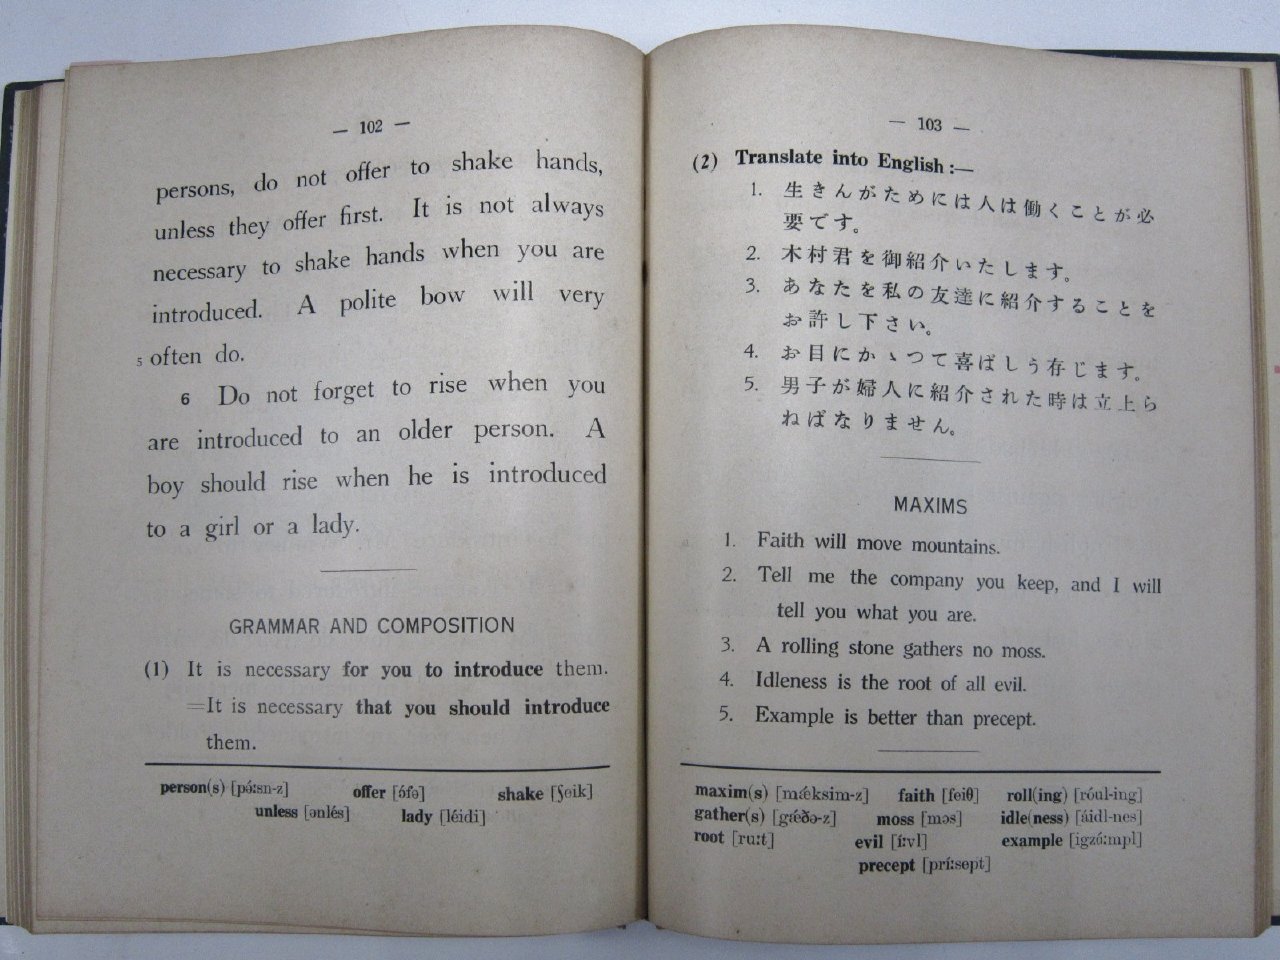 — 102 —
persons, do not offer to shake hands,
unless they offer first. It is not always
necessary to shake hands when you are
introduced. A polite bow will very
5 often do.
6 Do not forget to rise when you
are introduced to an older person. A
boy should rise when he is introduced
to a girl or a lady.
GRAMMAR AND COMPOSITION
(1) It is necessary for you to introduce them.
=It is necessary that you should introduce
them.
person(s) [pə́ːsn-z] offer [ɔ́fə] shake [ʃeik]
unless [ənlés] lady [léidi]
— 103 —
(2) Translate into English :—
1. 生きんがためには人は働くことが必
要です。
2. 木村君を御紹介いたします。
3. あなたを私の友達に紹介することを
お許し下さい。
4. お目にかゝつて喜ばしう存じます。
5. 男子が婦人に紹介された時は立上ら
ねばなりません。
MAXIMS
1. Faith will move mountains.
2. Tell me the company you keep, and I will
tell you what you are.
3. A rolling stone gathers no moss.
4. Idleness is the root of all evil.
5. Example is better than precept.
maxim(s) [mǽksim-z] faith [feiθ] roll(ing) [róul-ing]
gather(s) [gǽðə-z] moss [mɔs] idle(ness) [áidl-nes]
root [ruːt] evil [íːvl] example [igzɑ́ːmpl]
precept [príːsept]